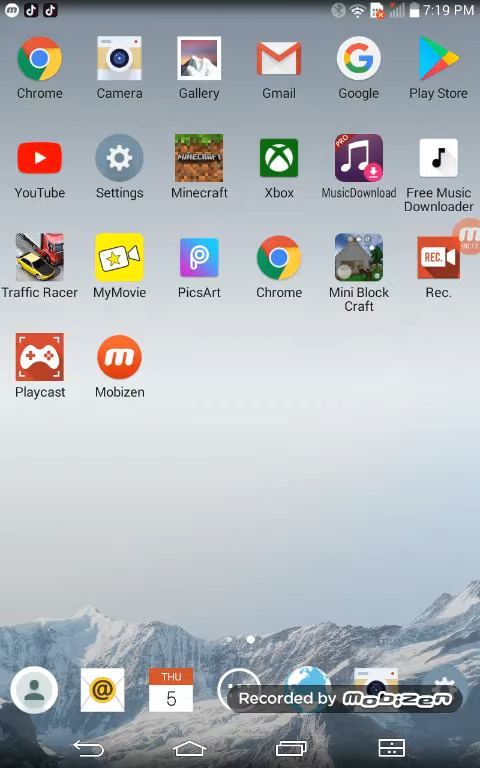 7:19 PM
Chrome
Camera
Gallery
Gmail
Google
Play Store
YouTube
Settings
MINECRAFT
Minecraft
Xbox
PRO
MusicDownload
Free Music
Downloader
Traffic Racer
MyMovie
PicsArt
Chrome
Mini Block
Craft
REC.
Rec.
Playcast
Mobizen
THU
5
Recorded by MOBIZEN